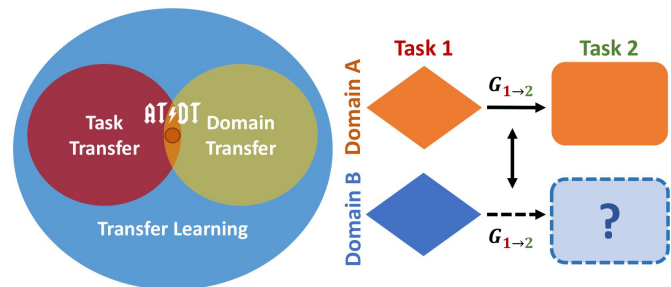 AT⚡DT
Task
Transfer
Domain
Transfer
Transfer Learning
Task 1
Task 2
Domain A
G1→2
Domain B
?
G1→2